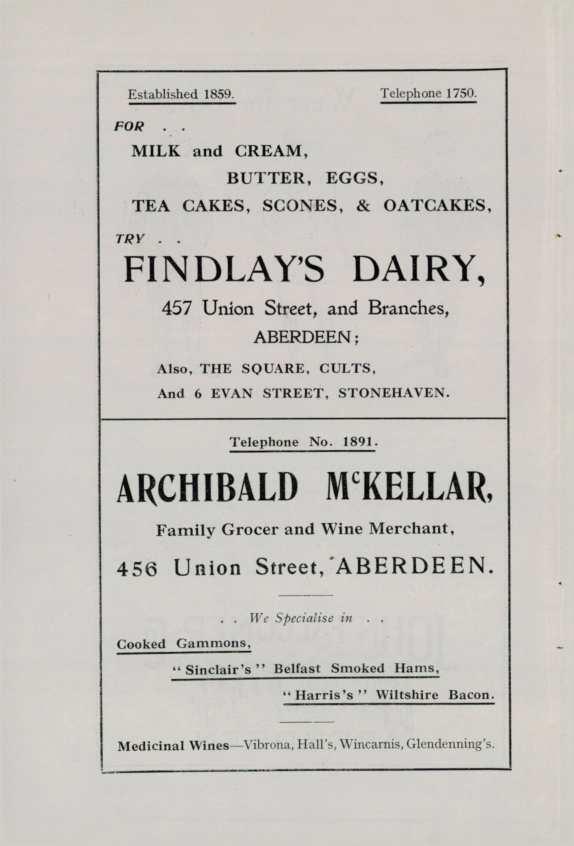 Established 1859. Telephone 1750.
FOR . .
MILK and CREAM,
BUTTER, EGGS,
TEA CAKES, SCONES, & OATCAKES,
TRY . .
FINDLAY'S DAIRY,
457 Union Street, and Branches,
ABERDEEN;
Also, THE SQUARE, CULTS,
And 6 EVAN STREET, STONEHAVEN.
Telephone No. 1891.
ARCHIBALD McKELLAR,
Family Grocer and Wine Merchant,
456 Union Street, ABERDEEN.
. . We Specialise in . .
Cooked Gammons,
"Sinclair's" Belfast Smoked Hams,
"Harris's" Wiltshire Bacon.
Medicinal Wines—Vibrona, Hall's, Wincarnis, Glendenning's.